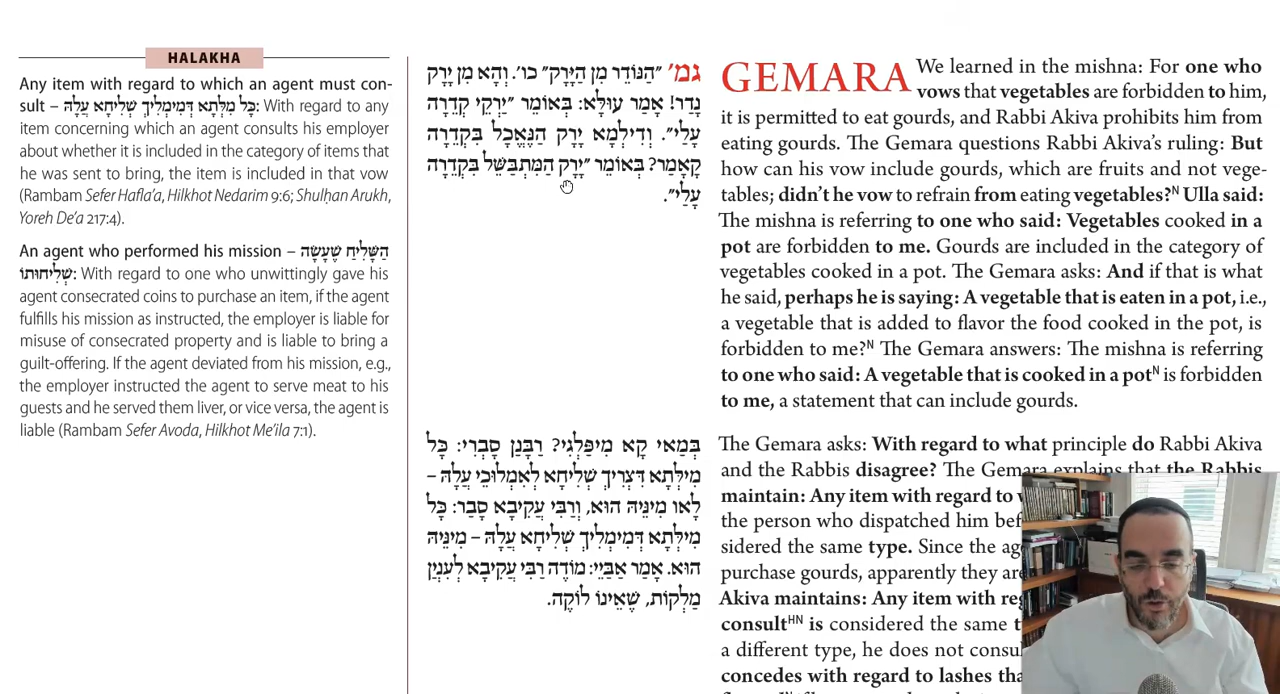 HALAKHA
Any item with regard to which an agent must con-
sult – כׇּל מִלְּתָא דְּמִימְלִיךְ שְׁלִיחָא עֲלַהּ: With regard to any
item concerning which an agent consults his employer
about whether it is included in the category of items that
he was sent to bring, the item is included in that vow
(Rambam Sefer Hafla'a, Hilkhot Nedarim 9:6; Shulḥan Arukh,
Yoreh De'a 217:4).
An agent who performed his mission – הַשָּׁלִיחַ שֶׁעָשָׂה
שְׁלִיחוּתוֹ: With regard to one who unwittingly gave his
agent consecrated coins to purchase an item, if the agent
fulfills his mission as instructed, the employer is liable for
misuse of consecrated property and is liable to bring a
guilt-offering. If the agent deviated from his mission, e.g.,
the employer instructed the agent to serve meat to his
guests and he served them liver, or vice versa, the agent is
liable (Rambam Sefer Avoda, Hilkhot Me'ila 7:1).
גמ׳ ״הַנּוֹדֵר מִן הַיָּרָק״ כּוּ׳. וְהָא מִן יָרָק
נָדַר! אָמַר עוּלָּא: בְּאוֹמֵר ״יַרְקֵי קְדֵרָה
עָלַי״. וְדִילְמָא יָרָק הַנֶּאֱכָל בִּקְדֵרָה
קָאָמַר? בְּאוֹמֵר ״יָרָק הַמִּתְבַּשֵּׁל בִּקְדֵרָה
עָלַי״.
בְּמַאי קָא מִיפַּלְגִי? רַבָּנַן סָבְרִי: כׇּל
מִילְּתָא דִּצְרִיךְ שְׁלִיחָא לְאִמְלוֹכֵי עֲלַהּ –
לָאו מִינֵיהּ הוּא, וְרַבִּי עֲקִיבָא סָבַר: כׇּל
מִילְּתָא דְּמִימְלִיךְ שְׁלִיחָא עֲלַהּ – מִינֵיהּ
הוּא. אָמַר אַבַּיֵי: מוֹדֶה רַבִּי עֲקִיבָא לְעִנְיַן
מַלְקוֹת, שֶׁאֵינוֹ לוֹקֶה.
GEMARA We learned in the mishna: For one who
vows that vegetables are forbidden to him,
it is permitted to eat gourds, and Rabbi Akiva prohibits him from
eating gourds. The Gemara questions Rabbi Akiva's ruling: But
how can his vow include gourds, which are fruits and not vege-
tables; didn't he vow to refrain from eating vegetables?ᴺ Ulla said:
The mishna is referring to one who said: Vegetables cooked in a
pot are forbidden to me. Gourds are included in the category of
vegetables cooked in a pot. The Gemara asks: And if that is what
he said, perhaps he is saying: A vegetable that is eaten in a pot, i.e.,
a vegetable that is added to flavor the food cooked in the pot, is
forbidden to me?ᴺ The Gemara answers: The mishna is referring
to one who said: A vegetable that is cooked in a potᴺ is forbidden
to me, a statement that can include gourds.
The Gemara asks: With regard to what principle do Rabbi Akiva
and the Rabbis disagree? The Gemara explains that the Rabbis
maintain: Any item with regard to
the person who dispatched him
sidered the same type. Since the
purchase gourds, apparently they
Akiva maintains: Any item with
consultᴴᴺ is considered the same
a different type, he does not
concedes with regard to lashes